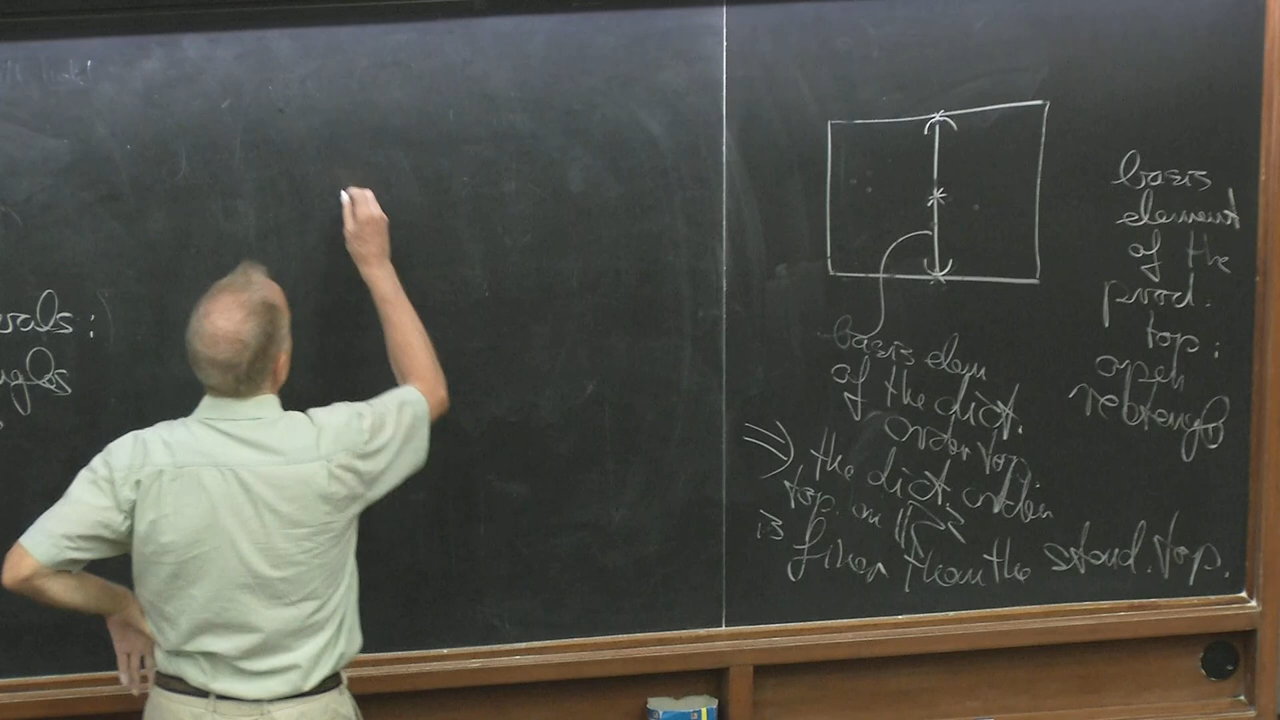 basis
element
of the
prod.
top:
open
basis elem
of the dict.
order top.
⇒ the dict. order
top. on ℝ²
is finer than the stand. top.